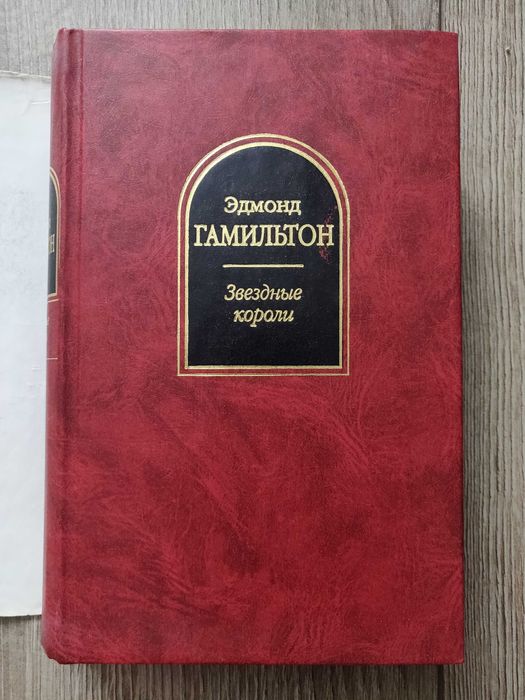 Эдмонд
ГАМИЛЬТОН
Звездные
короли